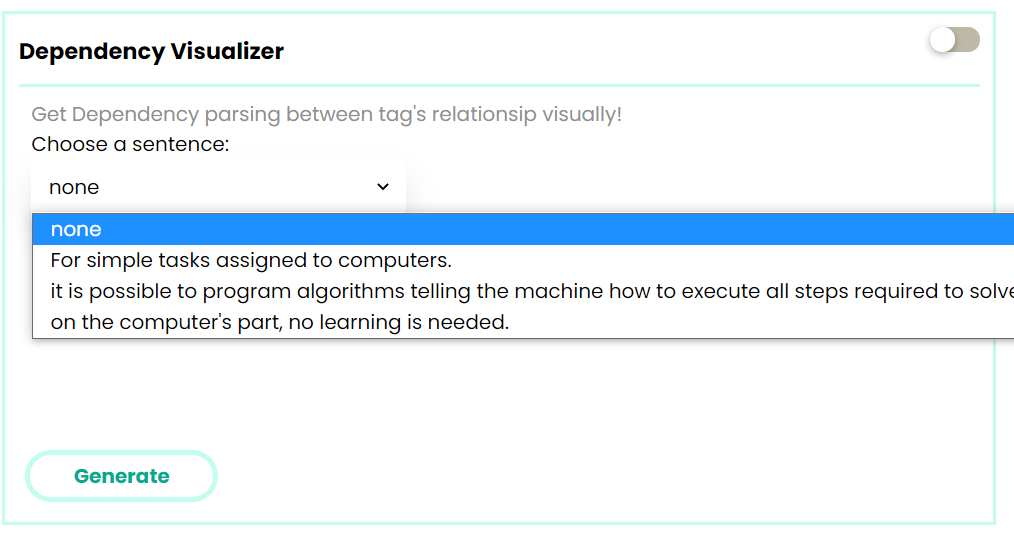 Dependency Visualizer
Get Dependency parsing between tag's relationsip visually!
Choose a sentence:
none
none
For simple tasks assigned to computers.
it is possible to program algorithms telling the machine how to execute all steps required to solve
on the computer's part, no learning is needed.
Generate